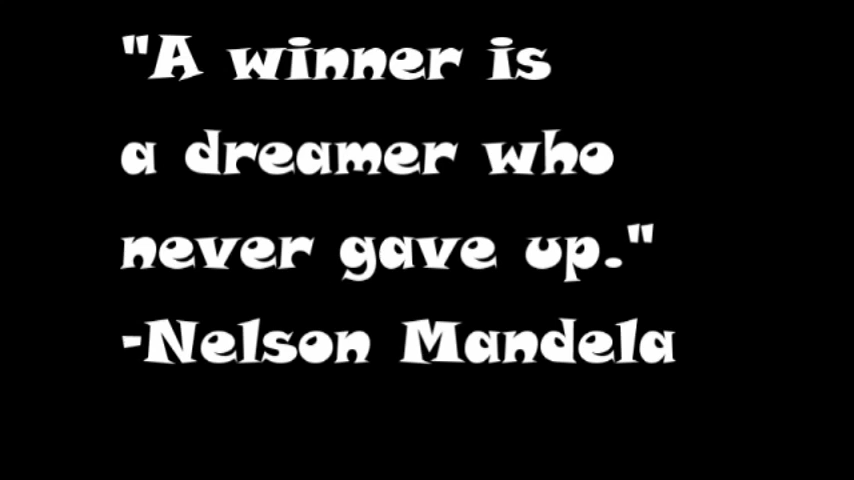 "A winner is
a dreamer who
never gave up."
-Nelson Mandela